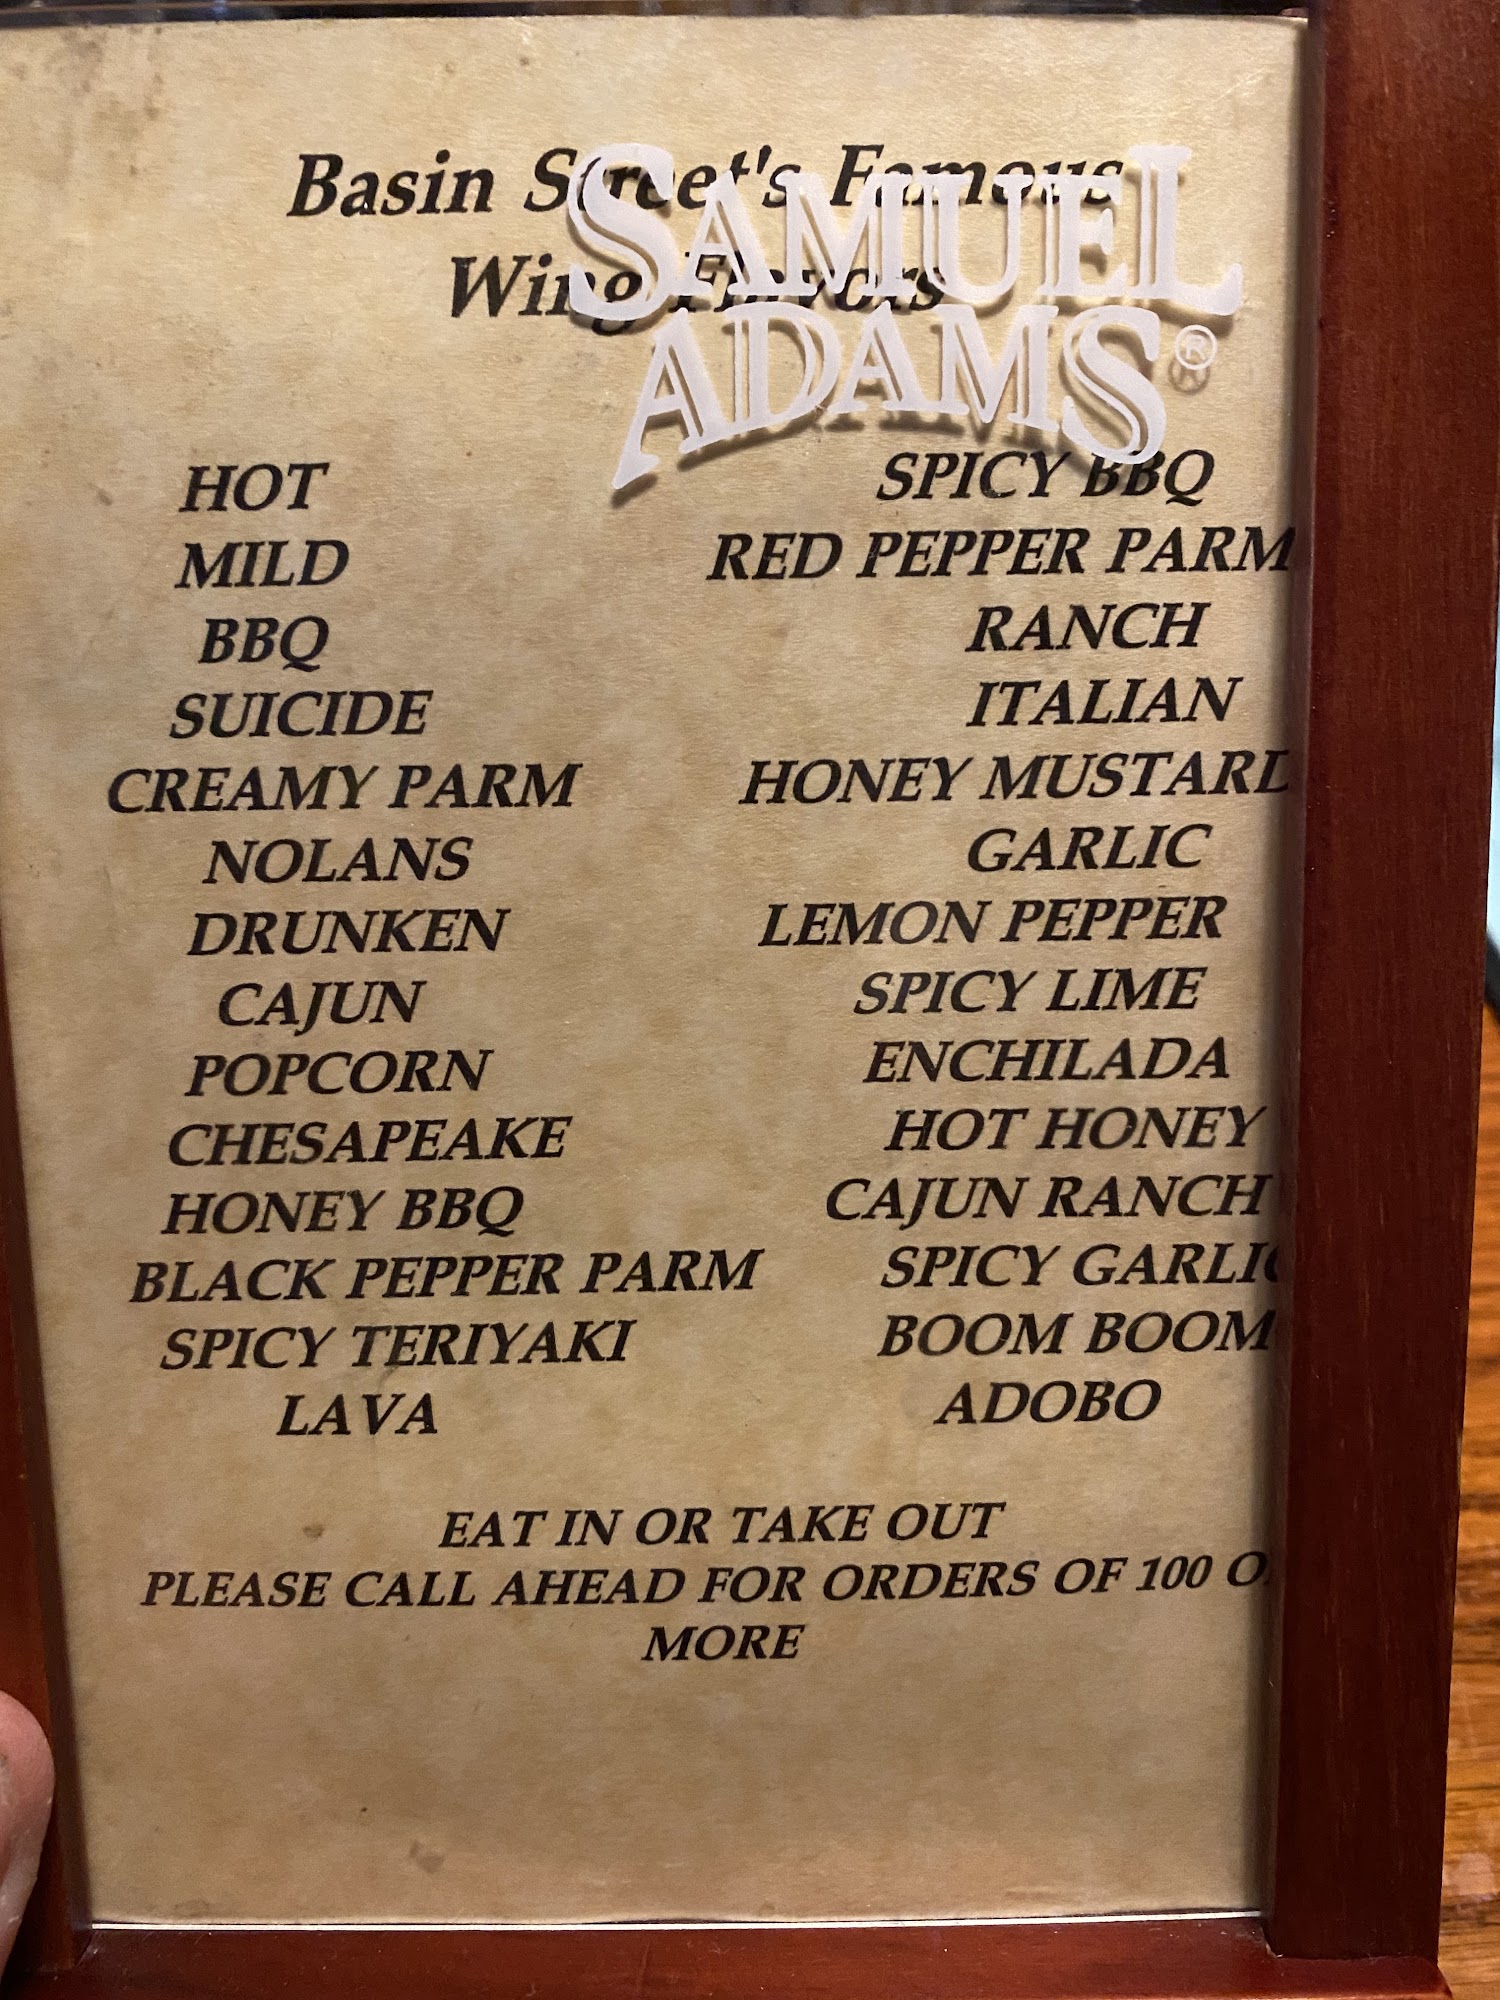 Basin Street's Famous
Wing Flavors
SAMUEL
ADAMS®
HOT
MILD
BBQ
SUICIDE
CREAMY PARM
NOLANS
DRUNKEN
CAJUN
POPCORN
CHESAPEAKE
HONEY BBQ
BLACK PEPPER PARM
SPICY TERIYAKI
LAVA
SPICY BBQ
RED PEPPER PARM
RANCH
ITALIAN
HONEY MUSTARD
GARLIC
LEMON PEPPER
SPICY LIME
ENCHILADA
HOT HONEY
CAJUN RANCH
SPICY GARLIC
BOOM BOOM
ADOBO
EAT IN OR TAKE OUT
PLEASE CALL AHEAD FOR ORDERS OF 100 O
MORE